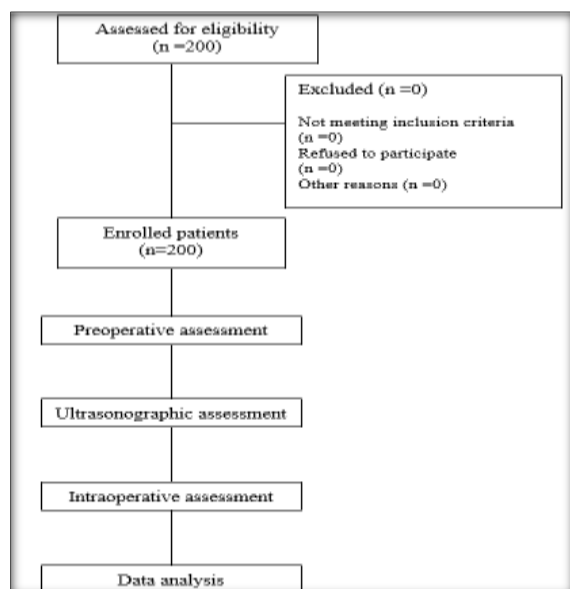 Assessed for eligibility
(n =200)
Excluded (n =0)
Not meeting inclusion criteria
(n =0)
Refused to participate
(n =0)
Other reasons (n =0)
Enrolled patients
(n=200)
Preoperative assessment
Ultrasonographic assessment
Intraoperative assessment
Data analysis